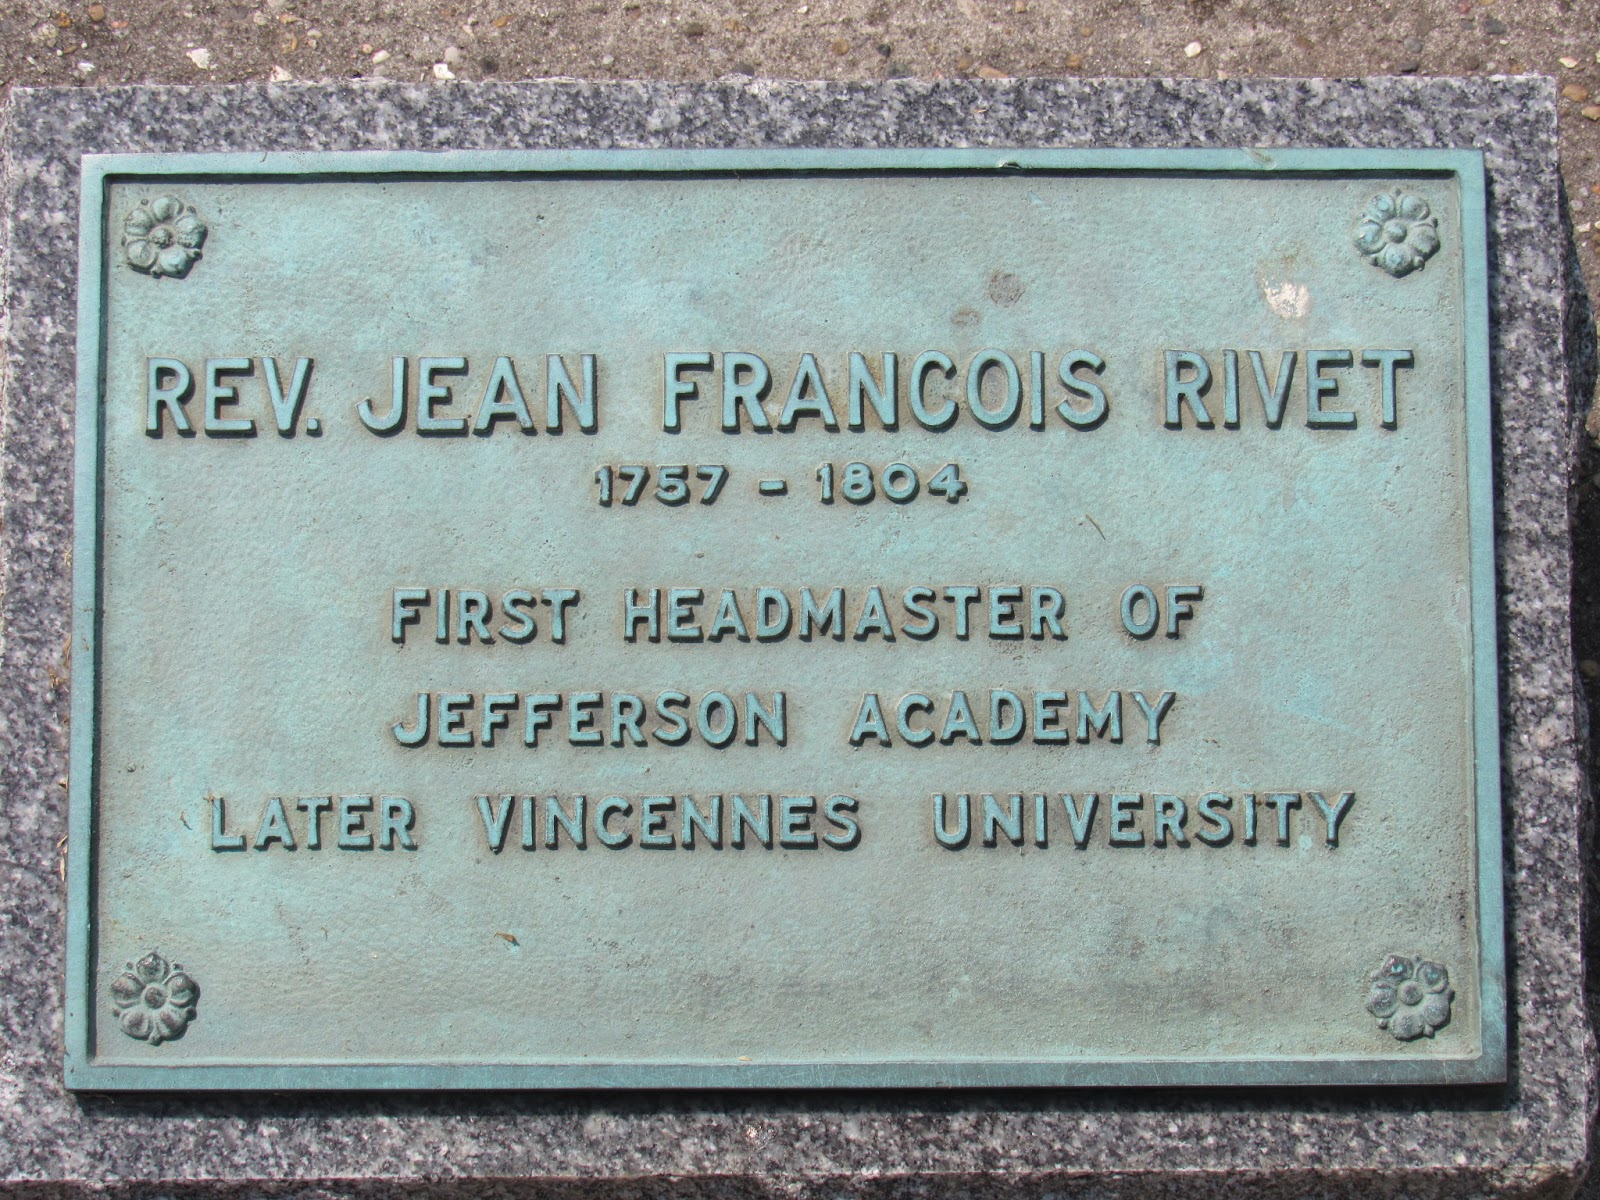 REV. JEAN FRANCOIS RIVET
1757 - 1804
FIRST HEADMASTER OF
JEFFERSON ACADEMY
LATER VINCENNES UNIVERSITY